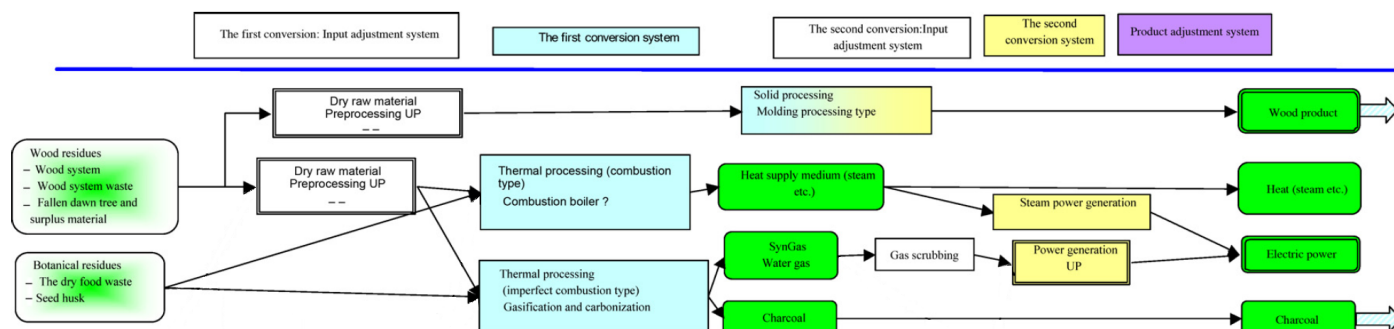 The first conversion: Input adjustment system
The first conversion system
The second conversion:Input
adjustment system
The second
conversion system
Product adjustment system
Dry raw material
Preprocessing UP
– –
Solid processing
Molding processing type
Wood product
Wood residues
– Wood system
– Wood system waste
– Fallen dawn tree and
surplus material
Dry raw material
Preprocessing UP
– –
Thermal processing (combustion
type)
Combustion boiler ?
Heat supply medium (steam
etc.)
Heat (steam etc.)
Steam power generation
Botanical residues
– The dry food waste
– Seed husk
Thermal processing
(imperfect combustion type)
Gasification and carbonization
SynGas
Water gas
Gas scrubbing
Power generation
UP
Electric power
Charcoal
Charcoal